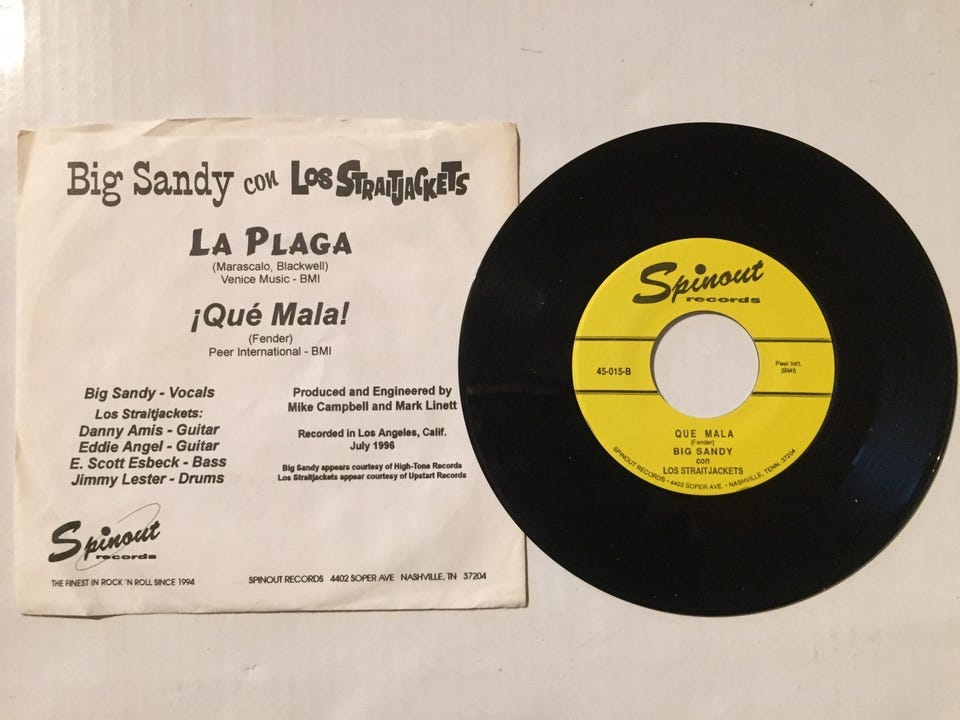 Big Sandy con Los Straitjackets
La Plaga
(Marascalo, Blackwell)
Venice Music - BMI
¡Qué Mala!
(Fender)
Peer International - BMI
Big Sandy - Vocals
Los Straitjackets:
Danny Amis - Guitar
Eddie Angel - Guitar
E. Scott Esbeck - Bass
Jimmy Lester - Drums
Produced and Engineered by
Mike Campbell and Mark Linett
Recorded in Los Angeles, Calif.
July 1996
Big Sandy appears courtesy of High-Tone Records
Los Straitjackets appear courtesy of Upstart Records
Spinout
records
THE FINEST IN ROCK 'N ROLL SINCE 1994
SPINOUT RECORDS 4402 SOPER AVE NASHVILLE, TN 37204
Spinout
records
45-015-B
Peer Int'l.
(BMI)
QUE MALA
(Fender)
BIG SANDY
con
LOS STRAITJACKETS
SPINOUT RECORDS • 4402 SOPER AVE. • NASHVILLE, TENN. 37204